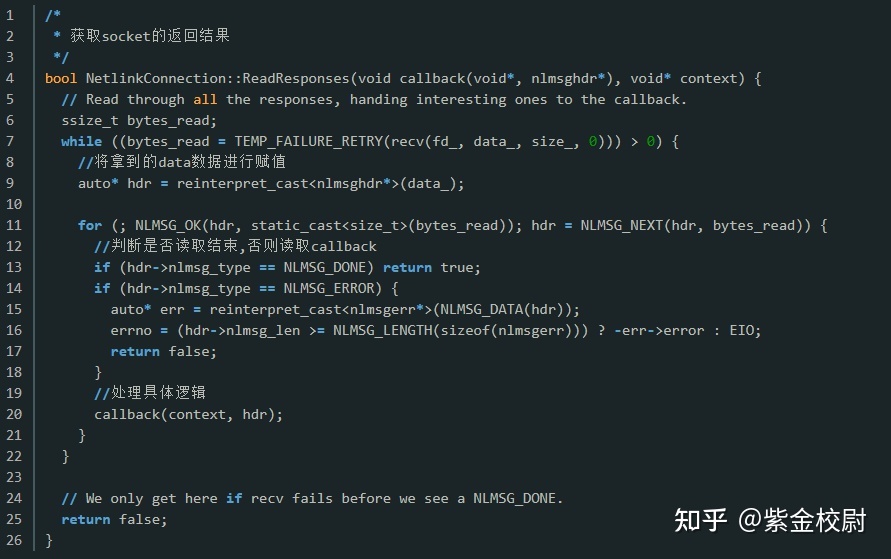 1 /*
2  * 获取socket的返回结果
3  */
4 bool NetlinkConnection::ReadResponses(void callback(void*, nlmsghdr*), void* context) {
5   // Read through all the responses, handing interesting ones to the callback.
6   ssize_t bytes_read;
7   while ((bytes_read = TEMP_FAILURE_RETRY(recv(fd_, data_, size_, 0))) > 0) {
8     //将拿到的data数据进行赋值
9     auto* hdr = reinterpret_cast<nlmsghdr*>(data_);
10
11     for (; NLMSG_OK(hdr, static_cast<size_t>(bytes_read)); hdr = NLMSG_NEXT(hdr, bytes_read)) {
12       //判断是否读取结束,否则读取callback
13       if (hdr->nlmsg_type == NLMSG_DONE) return true;
14       if (hdr->nlmsg_type == NLMSG_ERROR) {
15         auto* err = reinterpret_cast<nlmsgerr*>(NLMSG_DATA(hdr));
16         errno = (hdr->nlmsg_len >= NLMSG_LENGTH(sizeof(nlmsgerr))) ? -err->error : EIO;
17         return false;
18       }
19       //处理具体逻辑
20       callback(context, hdr);
21     }
22   }
23
24   // We only get here if recv fails before we see a NLMSG_DONE.
25   return false;
26 }
知乎 @紫金校尉